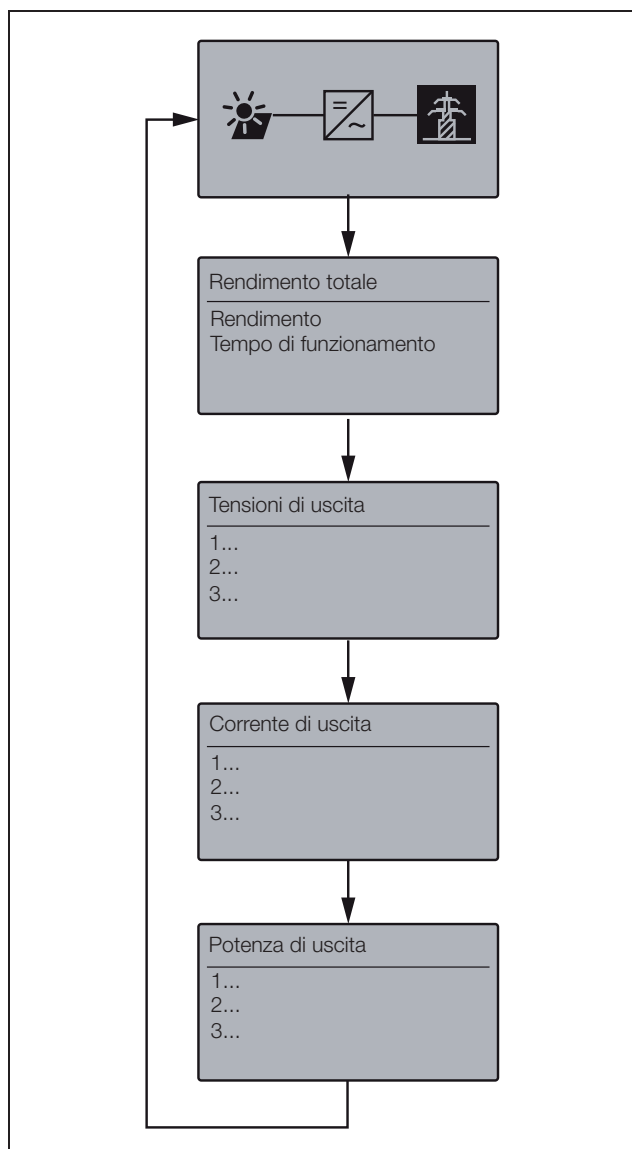 Rendimento totale
Rendimento
Tempo di funzionamento
Tensioni di uscita
1...
2...
3...
Corrente di uscita
1...
2...
3...
Potenza di uscita
1...
2...
3...